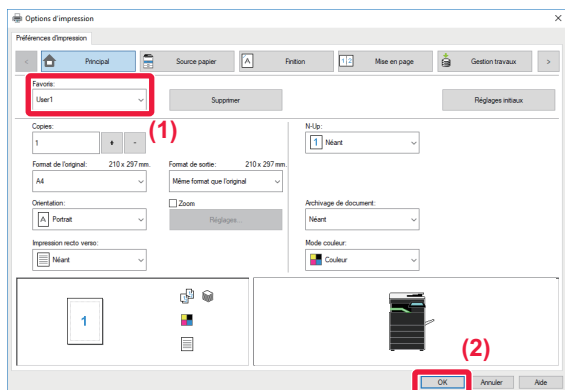 Options d'impression
Préférences d'impression
Principal
Source papier
Finition
Mise en page
Gestion travaux
Favoris:
User1
Supprimer
Réglages initiaux
(1)
Copies:
1
+
-
N-Up:
1 Néant
Format de l'original: 210 x 297 mm.
Format de sortie: 210 x 297 mm.
A4
Même format que l'original
Orientation:
Zoom
Archivage de document:
A Portrait
Réglages...
Néant
Impression recto verso:
Mode couleur:
Néant
Couleur
1
(2)
OK
Annuler
Aide